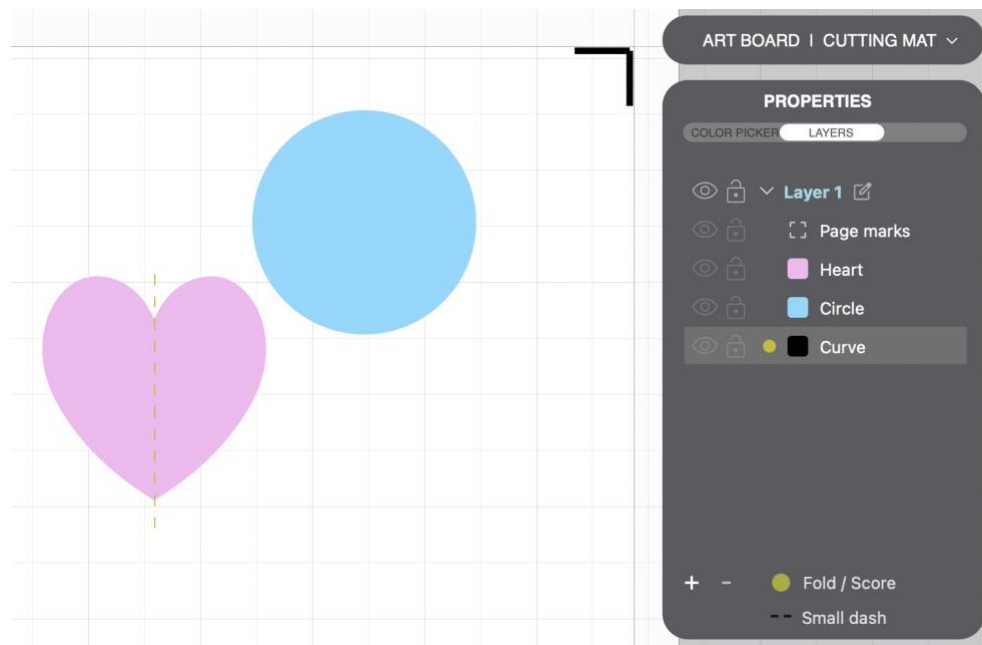 ART BOARD | CUTTING MAT
PROPERTIES
COLOR PICKER LAYERS
Layer 1
Page marks
Heart
Circle
Curve
+ - Fold / Score
Small dash